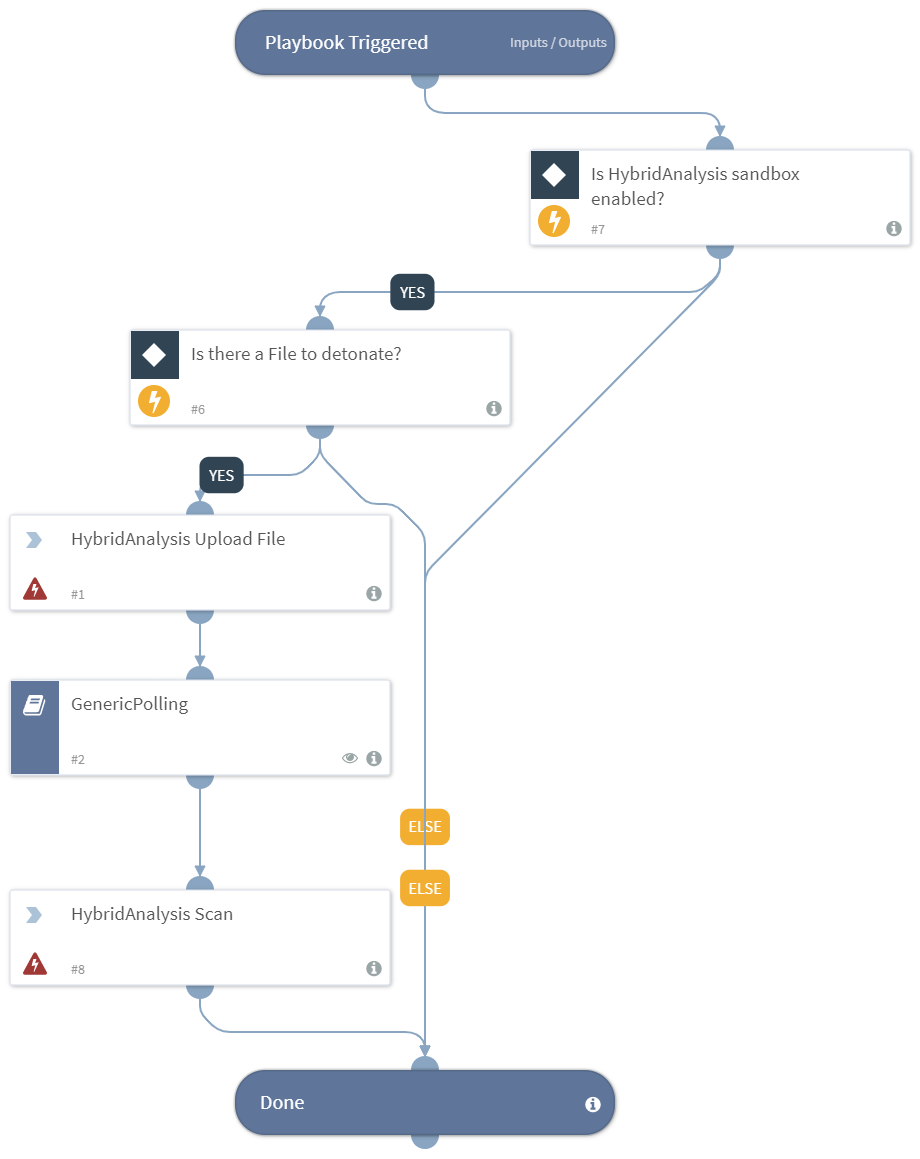 Playbook Triggered
Inputs / Outputs
Is HybridAnalysis sandbox
enabled?
#7
YES
Is there a File to detonate?
#6
YES
HybridAnalysis Upload File
#1
GenericPolling
#2
ELSE
ELSE
HybridAnalysis Scan
#8
Done